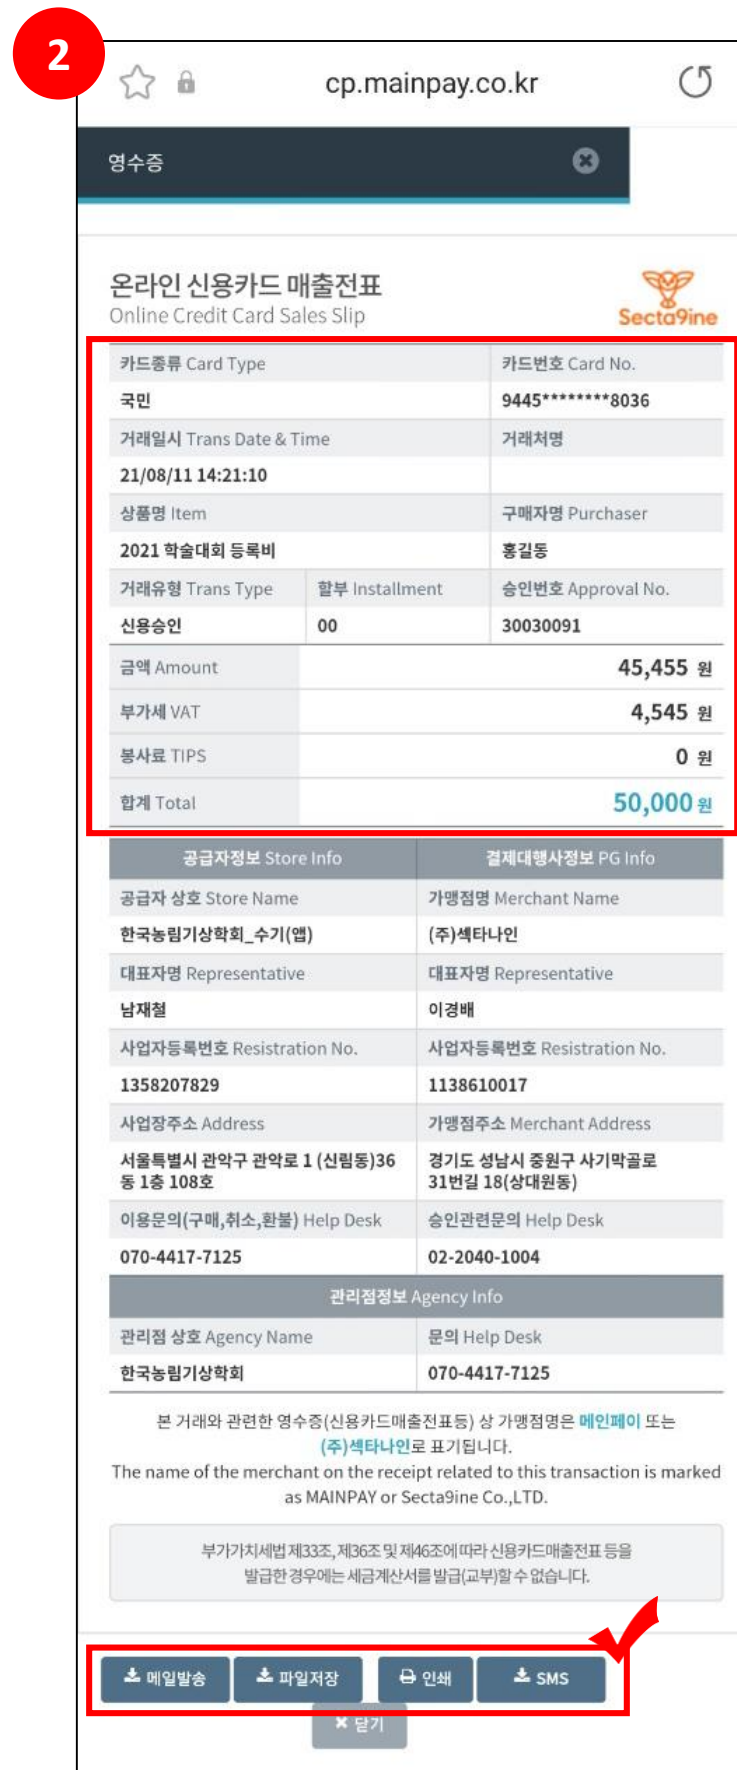 2
cp.mainpay.co.kr
영수증
온라인 신용카드 매출전표
Online Credit Card Sales Slip
Secta9ine
카드종류 Card Type 카드번호 Card No.
국민 9445********8036
거래일시 Trans Date & Time 거래처명
21/08/11 14:21:10
상품명 Item 구매자명 Purchaser
2021 학술대회 등록비 홍길동
거래유형 Trans Type 할부 Installment 승인번호 Approval No.
신용승인 00 30030091
금액 Amount 45,455 원
부가세 VAT 4,545 원
봉사료 TIPS 0 원
합계 Total 50,000 원
공급자정보 Store Info 결제대행사정보 PG Info
공급자 상호 Store Name 가맹점명 Merchant Name
한국농림기상학회_수기(앱) (주)섹타나인
대표자명 Representative 대표자명 Representative
남재철 이경배
사업자등록번호 Resistration No. 사업자등록번호 Resistration No.
1358207829 1138610017
사업장주소 Address 가맹점주소 Merchant Address
서울특별시 관악구 관악로 1 (신림동)36 경기도 성남시 중원구 사기막골로
동 1층 108호 31번길 18(상대원동)
이용문의(구매,취소,환불) Help Desk 승인관련문의 Help Desk
070-4417-7125 02-2040-1004
관리점정보 Agency Info
관리점 상호 Agency Name 문의 Help Desk
한국농림기상학회 070-4417-7125
본 거래와 관련한 영수증(신용카드매출전표등) 상 가맹점명은 메인페이 또는
(주)섹타나인로 표기됩니다.
The name of the merchant on the receipt related to this transaction is marked
as MAINPAY or Secta9ine Co.,LTD.
부가가치세법 제33조, 제36조 및 제46조에 따라 신용카드매출전표 등을
발급한 경우에는 세금계산서를 발급(교부)할 수 없습니다.
메일발송 파일저장 인쇄 SMS
닫기